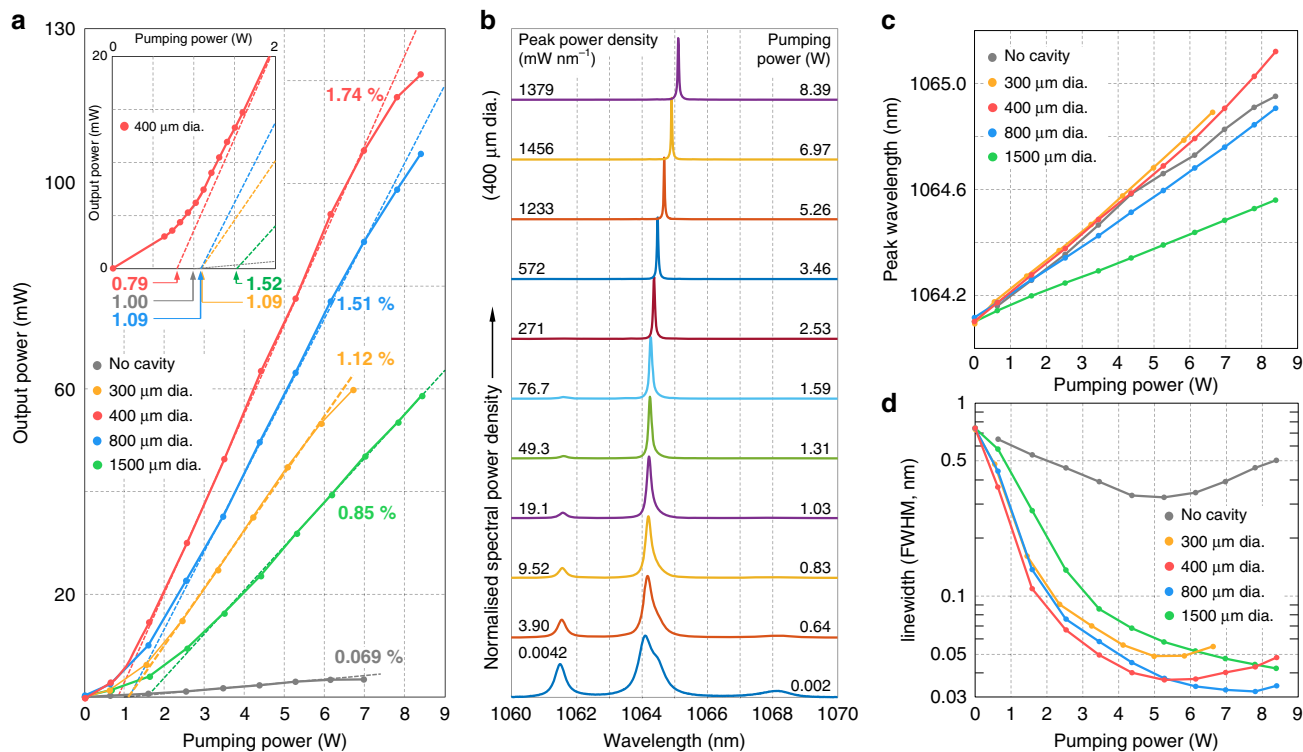 a
130
100
60
20
Output power (mW)
0 1 2 3 4 5 6 7 8 9
Pumping power (W)
Pumping power (W)
0 2
20
0
Output power (mW)
400 μm dia.
0.79
1.00
1.09
1.52
1.09
1.74 %
1.51 %
1.12 %
0.85 %
0.069 %
No cavity
300 μm dia.
400 μm dia.
800 μm dia.
1500 μm dia.
b
Peak power density
(mW nm⁻¹)
Pumping
power (W)
(400 μm dia.)
Normalised spectral power density
1379 8.39
1456 6.97
1233 5.26
572 3.46
271 2.53
76.7 1.59
49.3 1.31
19.1 1.03
9.52 0.83
3.90 0.64
0.0042 0.002
1060 1062 1064 1066 1068 1070
Wavelength (nm)
c
1065.0
1064.6
1064.2
Peak wavelength (nm)
No cavity
300 μm dia.
400 μm dia.
800 μm dia.
1500 μm dia.
0 1 2 3 4 5 6 7 8 9
Pumping power (W)
d
1
0.5
0.1
0.05
0.03
linewidth (FWHM, nm)
No cavity
300 μm dia.
400 μm dia.
800 μm dia.
1500 μm dia.
0 1 2 3 4 5 6 7 8 9
Pumping power (W)